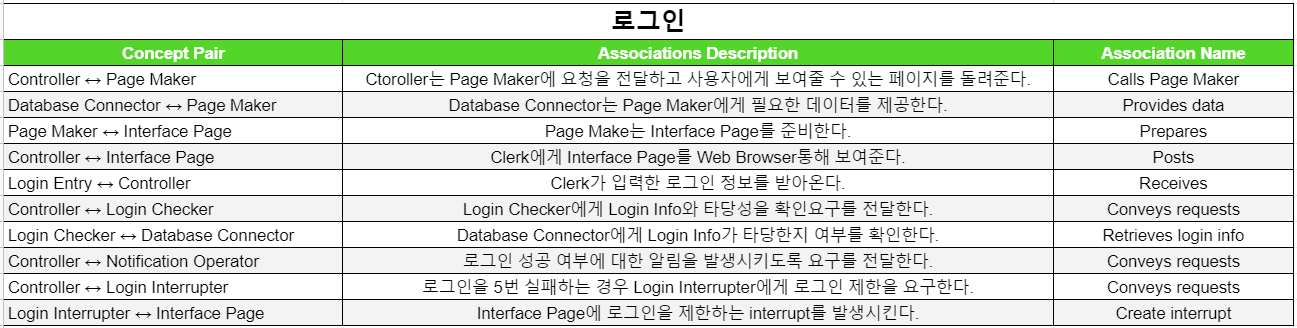 로그인
Concept Pair Associations Description Association Name
Controller ↔ Page Maker Ctoroller는 Page Maker에 요청을 전달하고 사용자에게 보여줄 수 있는 페이지를 돌려준다. Calls Page Maker
Database Connector ↔ Page Maker Database Connector는 Page Maker에게 필요한 데이터를 제공한다. Provides data
Page Maker ↔ Interface Page Page Make는 Interface Page를 준비한다. Prepares
Controller ↔ Interface Page Clerk에게 Interface Page를 Web Browser통해 보여준다. Posts
Login Entry ↔ Controller Clerk가 입력한 로그인 정보를 받아온다. Receives
Controller ↔ Login Checker Login Checker에게 Login Info와 타당성을 확인요구를 전달한다. Conveys requests
Login Checker ↔ Database Connector Database Connector에게 Login Info가 타당한지 여부를 확인한다. Retrieves login info
Controller ↔ Notification Operator 로그인 성공 여부에 대한 알림을 발생시키도록 요구를 전달한다. Conveys requests
Controller ↔ Login Interrupter 로그인을 5번 실패하는 경우 Login Interrupter에게 로그인 제한을 요구한다. Conveys requests
Login Interrupter ↔ Interface Page Interface Page에 로그인을 제한하는 interrupt를 발생시킨다. Create interrupt